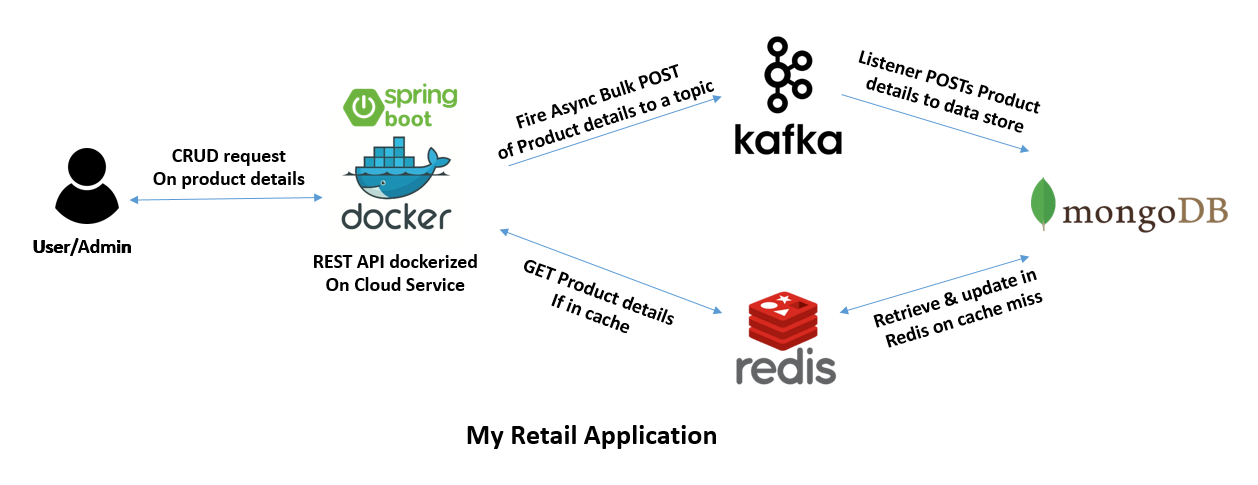 spring
boot
docker
CRUD request
On product details
User/Admin
REST API dockerized
On Cloud Service
Fire Async Bulk POST
of Product details to a topic
kafka
Listener POSTs Product
details to data store
mongoDB
GET Product details
If in cache
redis
Retrieve & update in
Redis on cache miss
My Retail Application